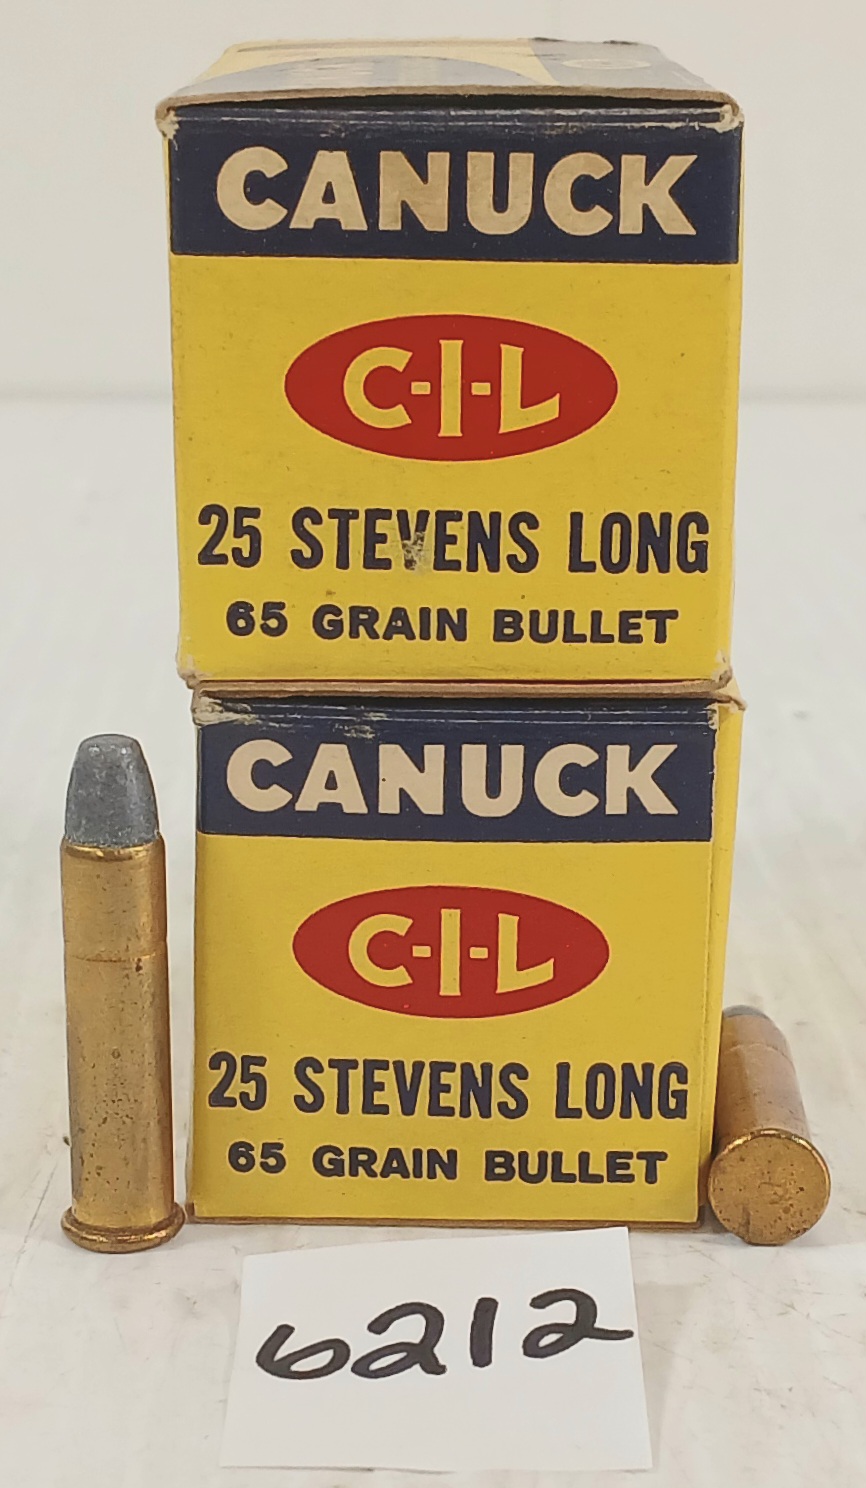 CANUCK
C-I-L
25 STEVENS LONG
65 GRAIN BULLET
CANUCK
C-I-L
25 STEVENS LONG
65 GRAIN BULLET
6212